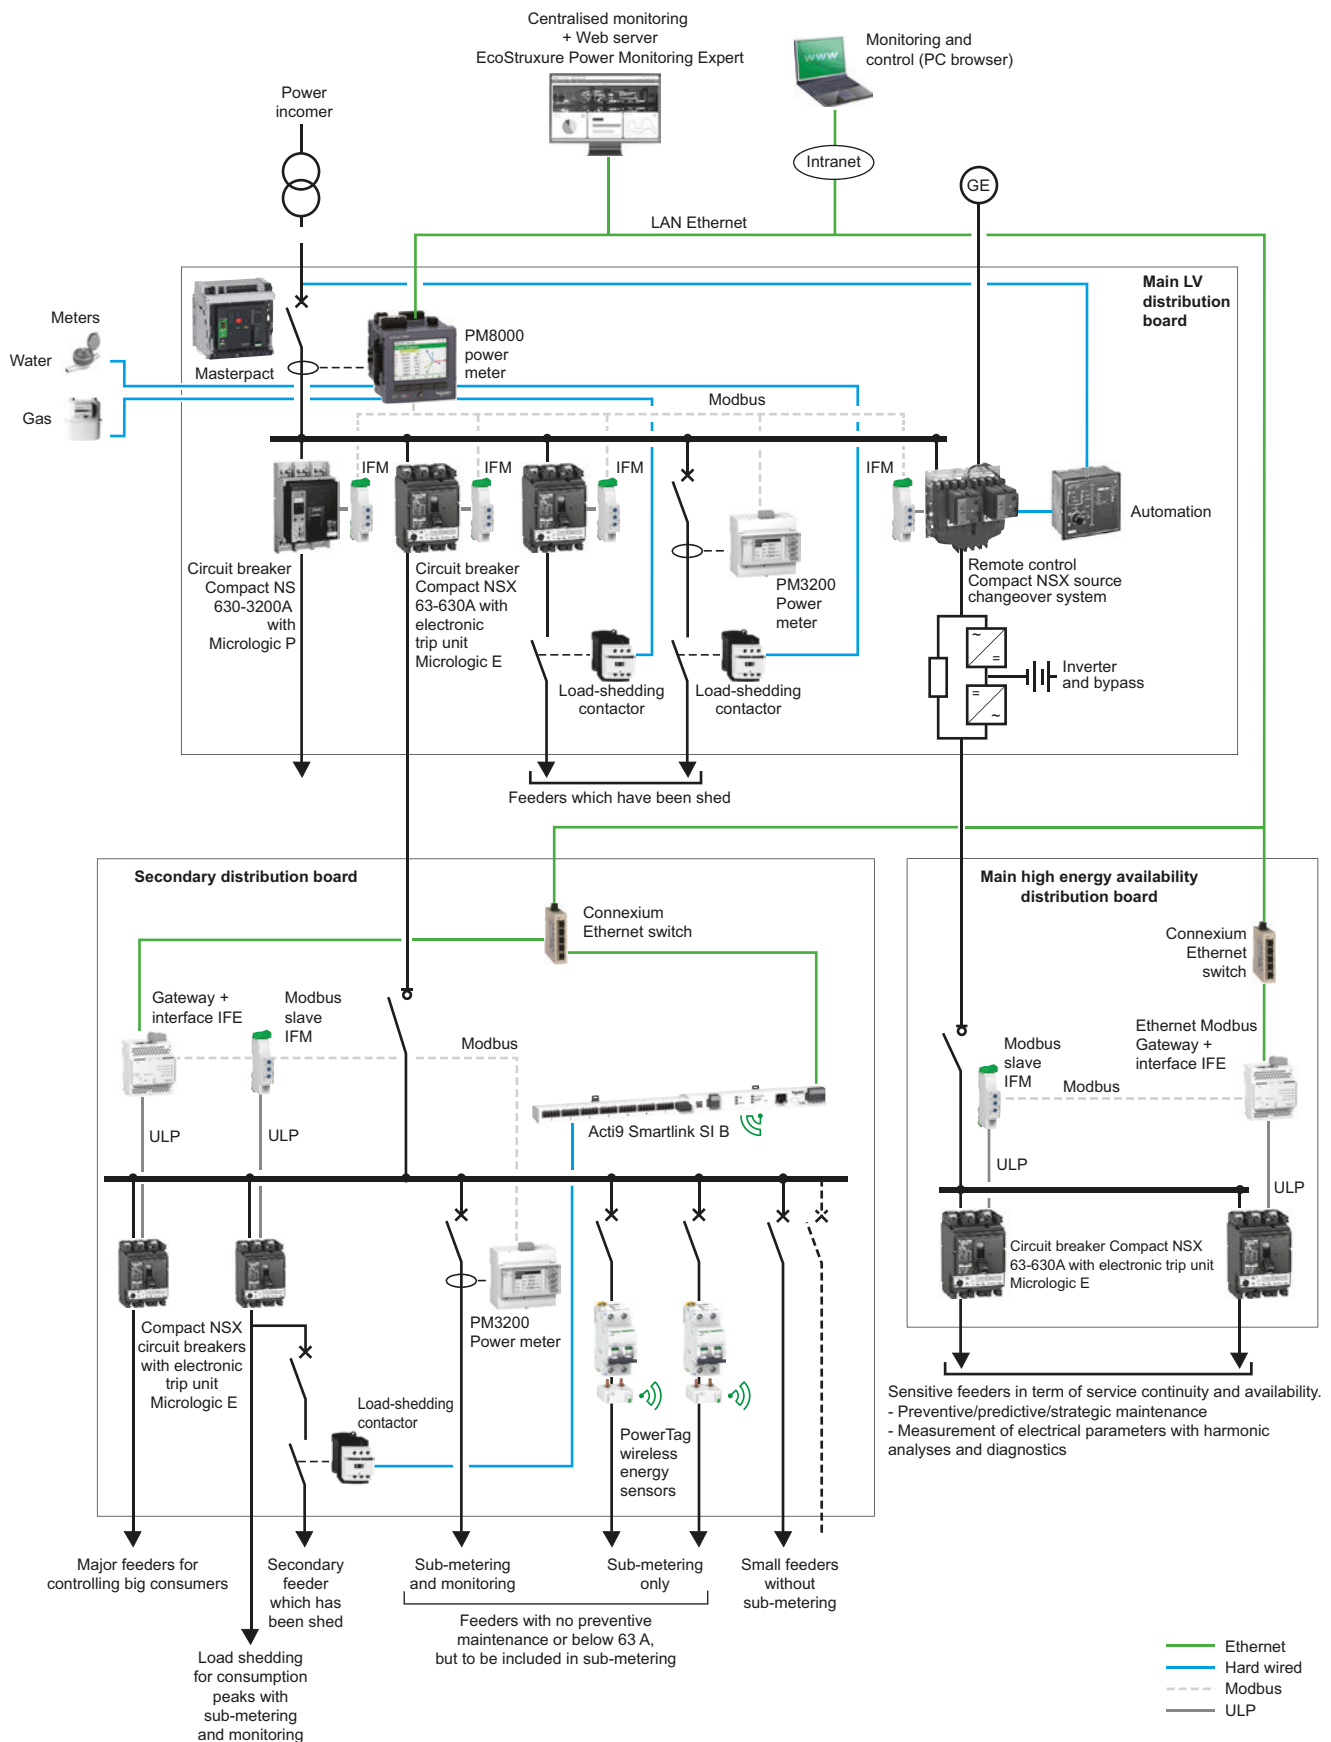 Centralised monitoring
+ Web server
EcoStruxure Power Monitoring Expert
www
Monitoring and
control (PC browser)
Power
incomer
Intranet
GE
LAN Ethernet
Main LV
distribution
board
Meters
Water
Gas
Masterpact
PM8000
power
meter
Modbus
IFM
IFM
IFM
IFM
Automation
Circuit breaker
Compact NS
630-3200A
with
Micrologic P
Circuit breaker
Compact NSX
63-630A with
electronic
trip unit
Micrologic E
PM3200
Power
meter
Remote control
Compact NSX source
changeover system
Load-shedding
contactor
Load-shedding
contactor
Inverter
and bypass
Feeders which have been shed
Secondary distribution board
Connexium
Ethernet switch
Gateway +
interface IFE
Modbus
slave
IFM
Modbus
Acti9 Smartlink SI B
ULP
ULP
Compact NSX
circuit breakers
with electronic
trip unit
Micrologic E
PM3200
Power meter
Load-shedding
contactor
PowerTag
wireless
energy
sensors
Main high energy availability
distribution board
Connexium
Ethernet
switch
Ethernet Modbus
Gateway +
interface IFE
Modbus
slave
IFM
Modbus
ULP
ULP
Circuit breaker Compact NSX
63-630A with electronic trip unit
Micrologic E
Sensitive feeders in term of service continuity and availability.
- Preventive/predictive/strategic maintenance
- Measurement of electrical parameters with harmonic
analyses and diagnostics
Major feeders for
controlling big consumers
Secondary
feeder
which has
been shed
Sub-metering
and monitoring
Sub-metering
only
Small feeders
without
sub-metering
Feeders with no preventive
maintenance or below 63 A,
but to be included in sub-metering
Load shedding
for consumption
peaks with
sub-metering
and monitoring
Ethernet
Hard wired
Modbus
ULP